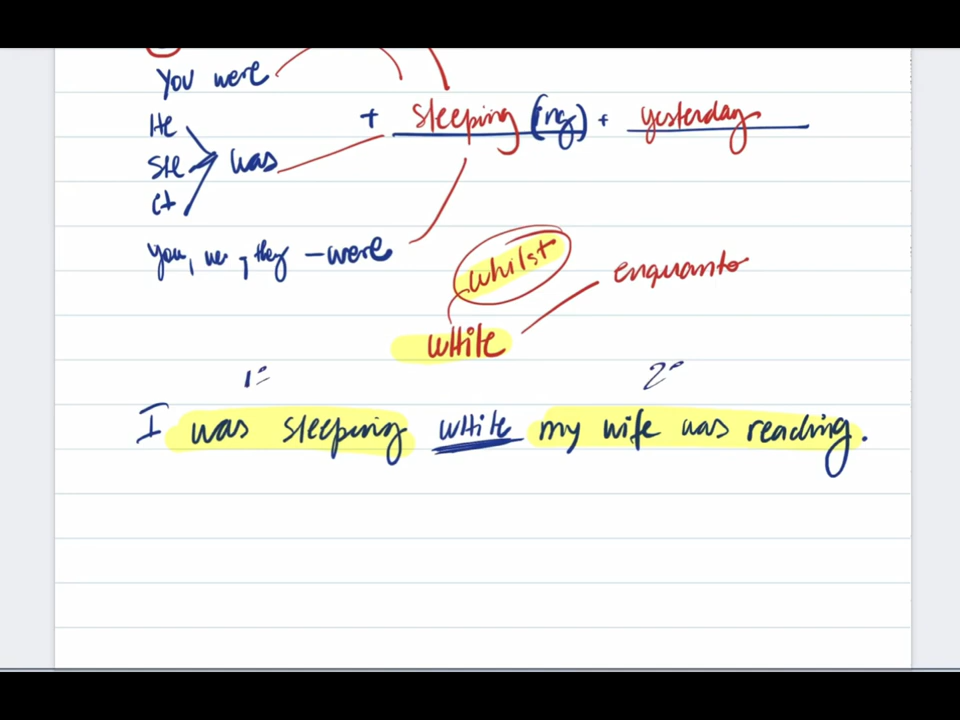 You were
He
She
It
was
+ sleeping (ing) + yesterday
you, we, they - were
whilst
enquanto
while
1º
2º
I was sleeping while my wife was reading.